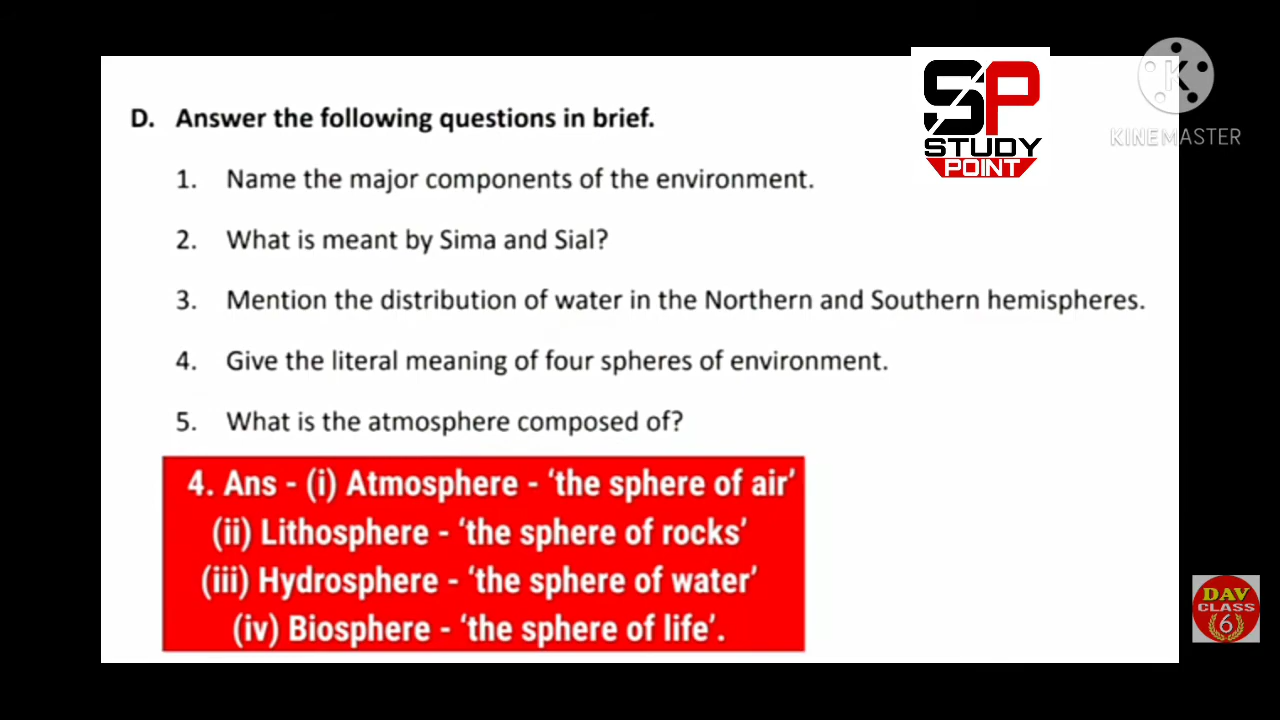 SP
STUDY
POINT
K
KINEMASTER
D. Answer the following questions in brief.
1. Name the major components of the environment.
2. What is meant by Sima and Sial?
3. Mention the distribution of water in the Northern and Southern hemispheres.
4. Give the literal meaning of four spheres of environment.
5. What is the atmosphere composed of?
4. Ans - (i) Atmosphere - ‘the sphere of air’
(ii) Lithosphere - ‘the sphere of rocks’
(iii) Hydrosphere - ‘the sphere of water’
(iv) Biosphere - ‘the sphere of life’.
DAV
CLASS
6